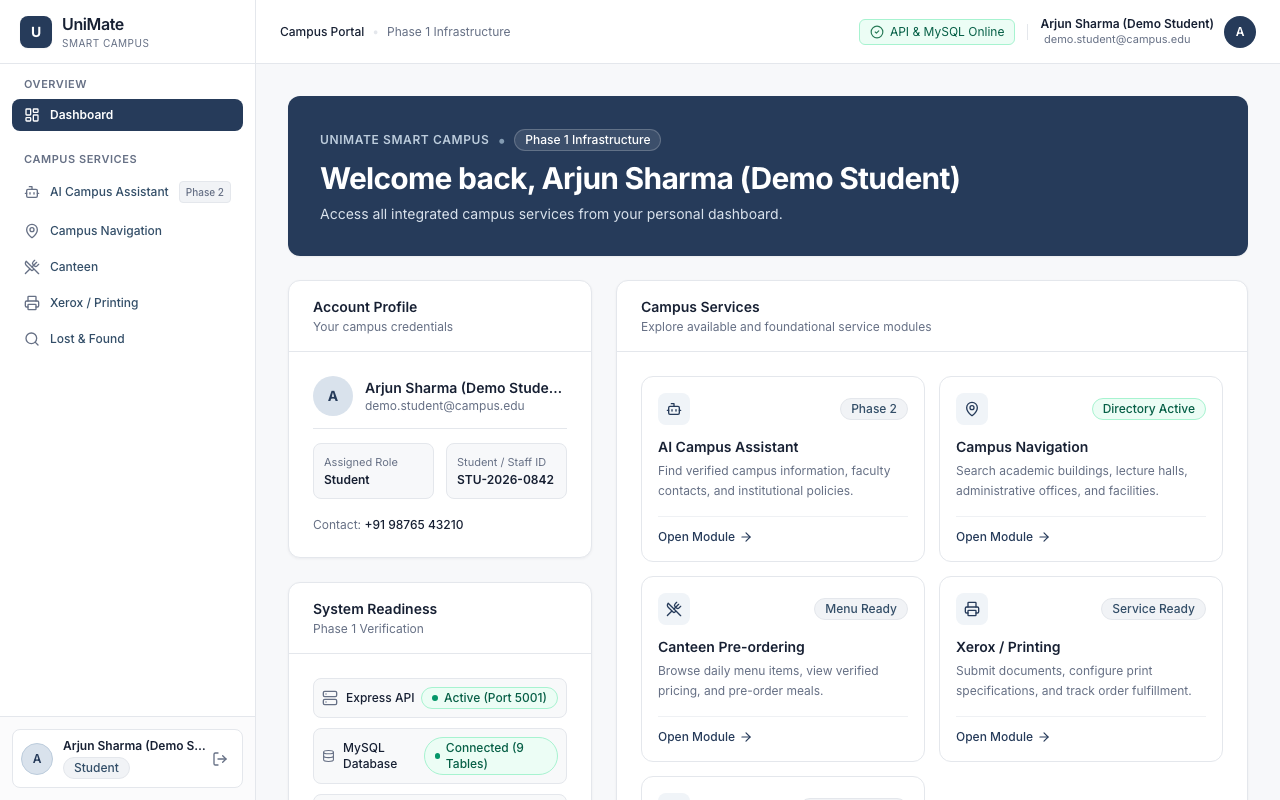 U
UniMate
SMART CAMPUS
OVERVIEW
Dashboard
CAMPUS SERVICES
AI Campus Assistant Phase 2
Campus Navigation
Canteen
Xerox / Printing
Lost & Found
A
Arjun Sharma (Demo S...
Student
Campus Portal Phase 1 Infrastructure
API & MySQL Online
Arjun Sharma (Demo Student)
demo.student@campus.edu
A
UNIMATE SMART CAMPUS • Phase 1 Infrastructure
Welcome back, Arjun Sharma (Demo Student)
Access all integrated campus services from your personal dashboard.
Account Profile
Your campus credentials
A
Arjun Sharma (Demo Stude...
demo.student@campus.edu
Assigned Role
Student
Student / Staff ID
STU-2026-0842
Contact: +91 98765 43210
System Readiness
Phase 1 Verification
Express API Active (Port 5001)
MySQL Database
Connected (9 Tables)
Campus Services
Explore available and foundational service modules
Phase 2
AI Campus Assistant
Find verified campus information, faculty
contacts, and institutional policies.
Open Module →
Directory Active
Campus Navigation
Search academic buildings, lecture halls,
administrative offices, and facilities.
Open Module →
Menu Ready
Canteen Pre-ordering
Browse daily menu items, view verified
pricing, and pre-order meals.
Open Module →
Service Ready
Xerox / Printing
Submit documents, configure print
specifications, and track order fulfillment.
Open Module →